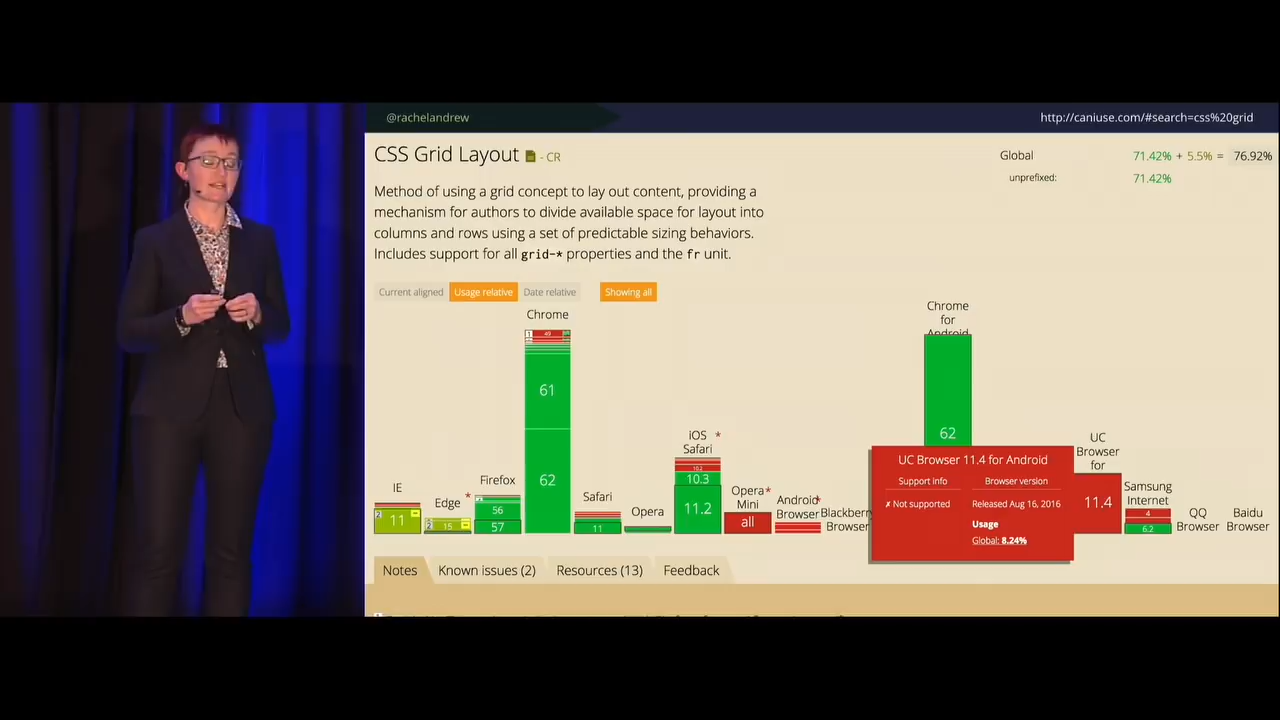 @rachelandrew
http://caniuse.com/#search=css%20grid
CSS Grid Layout - CR
Global 71.42% + 5.5% = 76.92%
unprefixed: 71.42%
Method of using a grid concept to lay out content, providing a
mechanism for authors to divide available space for layout into
columns and rows using a set of predictable sizing behaviors.
Includes support for all grid-* properties and the fr unit.
Current aligned Usage relative Date relative Showing all
Chrome
49
61
62
IE
11
Edge *
15
Firefox
56
57
Safari
11
Opera
iOS *
Safari
10.2
10.3
11.2
Opera *
Mini
all
Android *
Browser
Blackberry
Browser
Chrome
for
Android
62
UC Browser 11.4 for Android
Support info
Browser version
✗ Not supported
Released Aug 16, 2016
Usage
Global: 8.24%
UC
Browser
for
11.4
Samsung
Internet
4
6.2
QQ
Browser
Baidu
Browser
Notes Known issues (2) Resources (13) Feedback